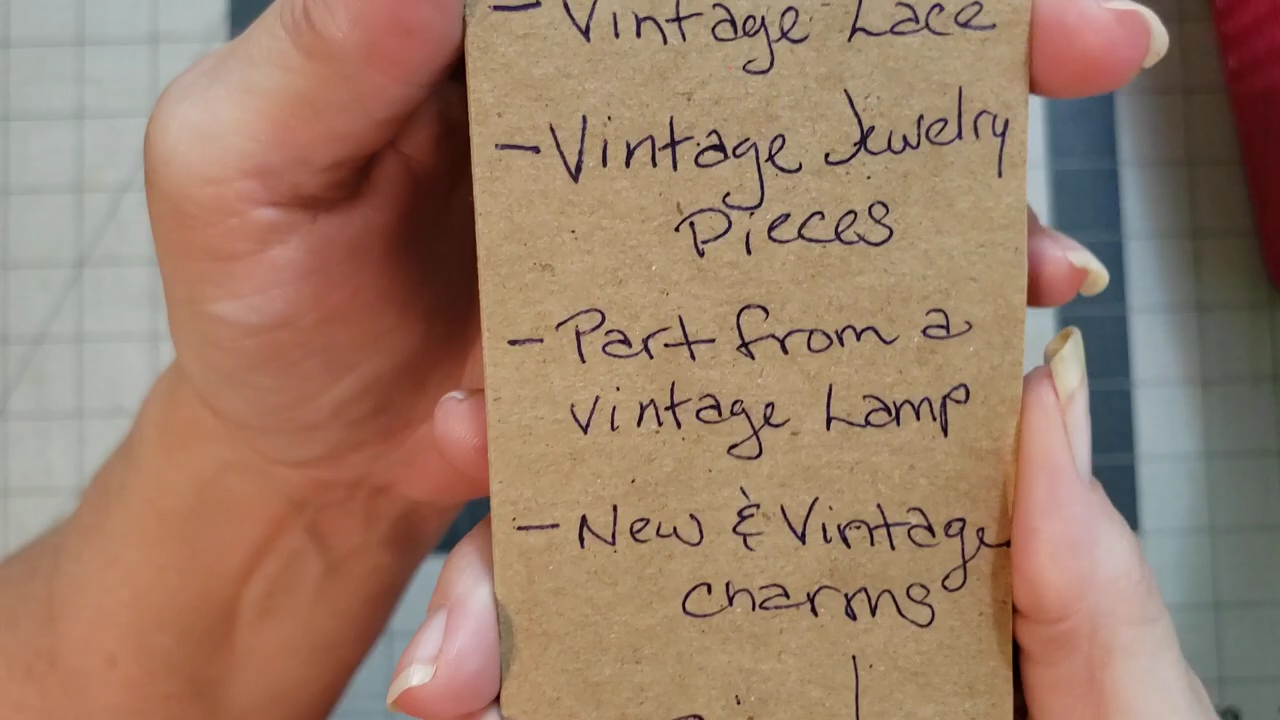 - Vintage Lace
- Vintage Jewelry
Pieces
- Part from a
vintage Lamp
- New & Vintage
charms